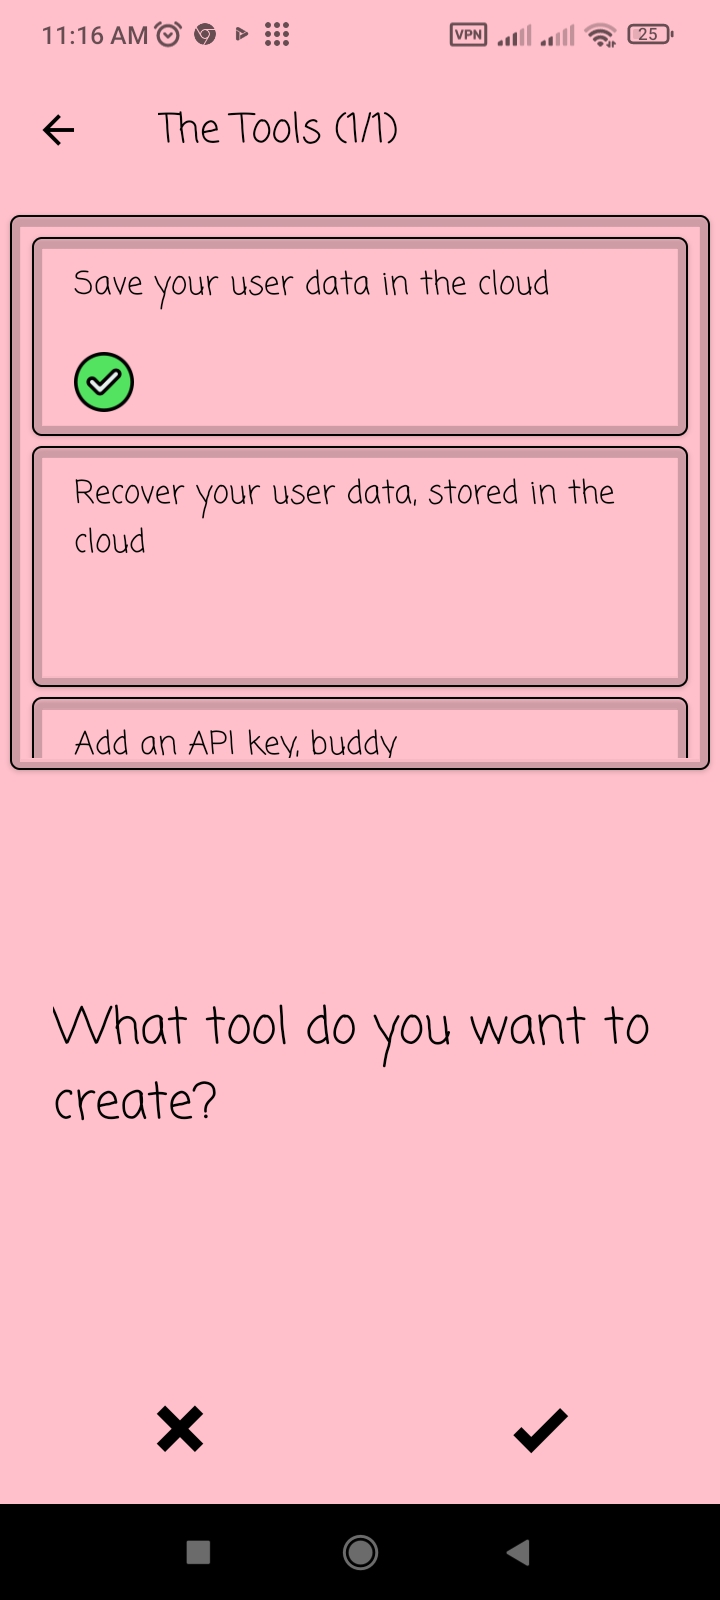 11:16 AM
VPN
25
The Tools (1/1)
Save your user data in the cloud
Recover your user data, stored in the
cloud
Add an API key, buddy
What tool do you want to
create?